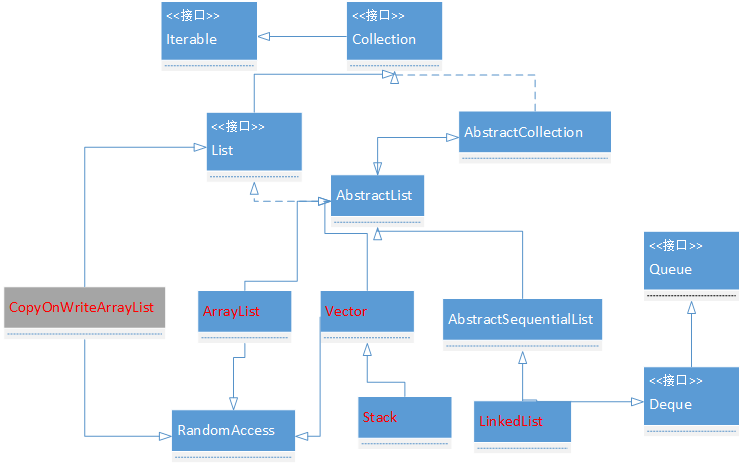 <<接口>>
Iterable
<<接口>>
Collection
<<接口>>
List
AbstractCollection
AbstractList
<<接口>>
Queue
CopyOnWriteArrayList
ArrayList
Vector
AbstractSequentialList
<<接口>>
Deque
RandomAccess
Stack
LinkedList